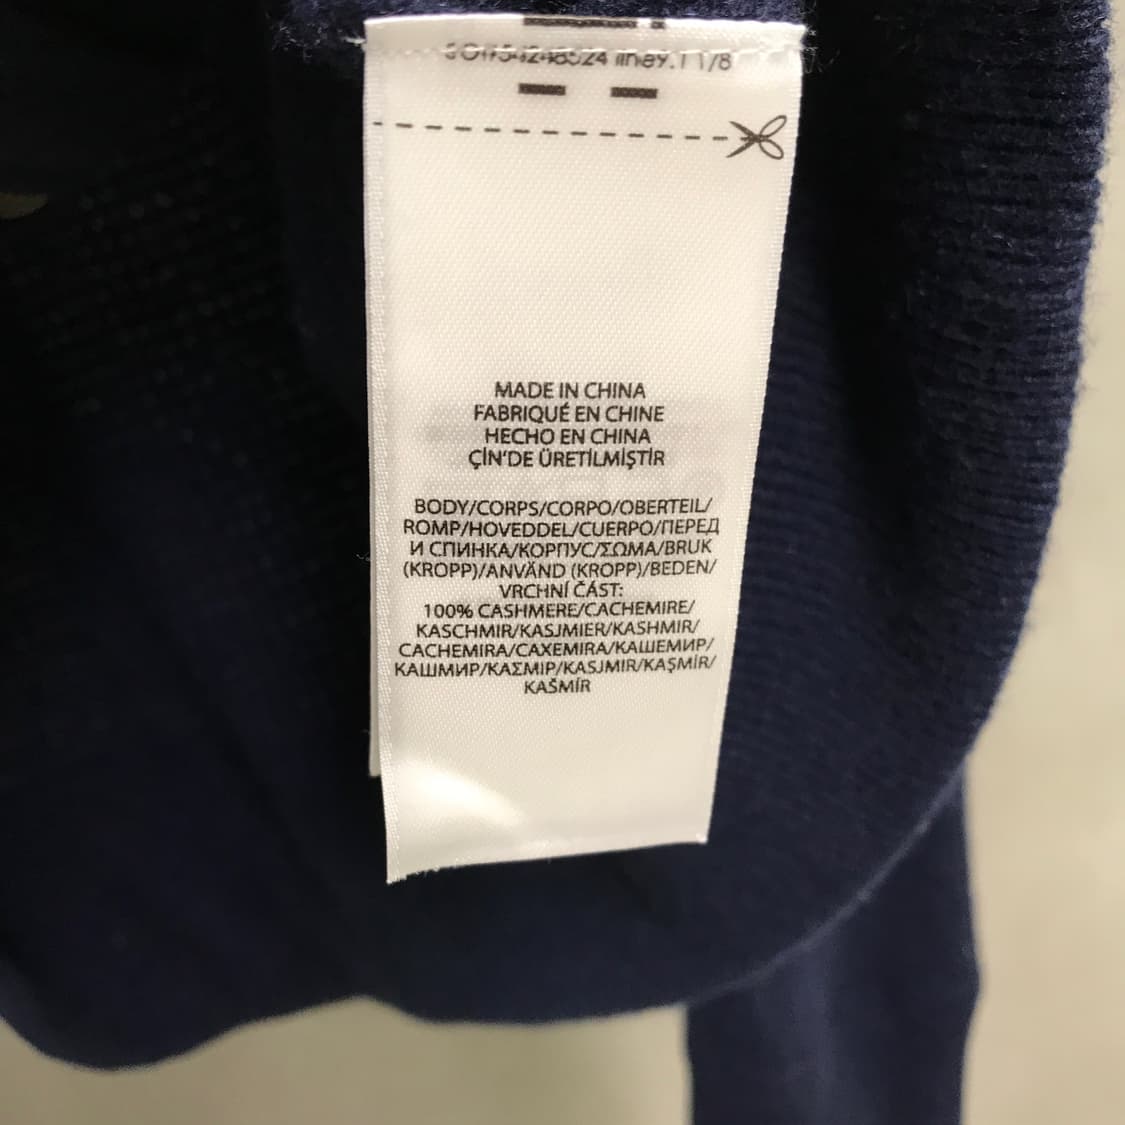 MADE IN CHINA
FABRIQUÉ EN CHINE
HECHO EN CHINA
ÇİN'DE ÜRETİLMİŞTİR
BODY/CORPS/CORPO/OBERTEIL/
ROMP/HOVEDDEL/CUERPO/ПЕРЕД
И СПИНКА/КОРПУС/ΣΩΜΑ/BRUK
(KROPP)/ANVÄND (KROPP)/BEDEN/
VRCHNÍ ČÁST:
100% CASHMERE/CACHEMIRE/
KASCHMIR/KASJMIER/KASHMIR/
CACHEMIRA/CAXEMIRA/КАШЕМИР/
КАШМИР/ΚΑΣΜΙΡ/KASJMIR/KAŞMİR/
KAŠMÍR